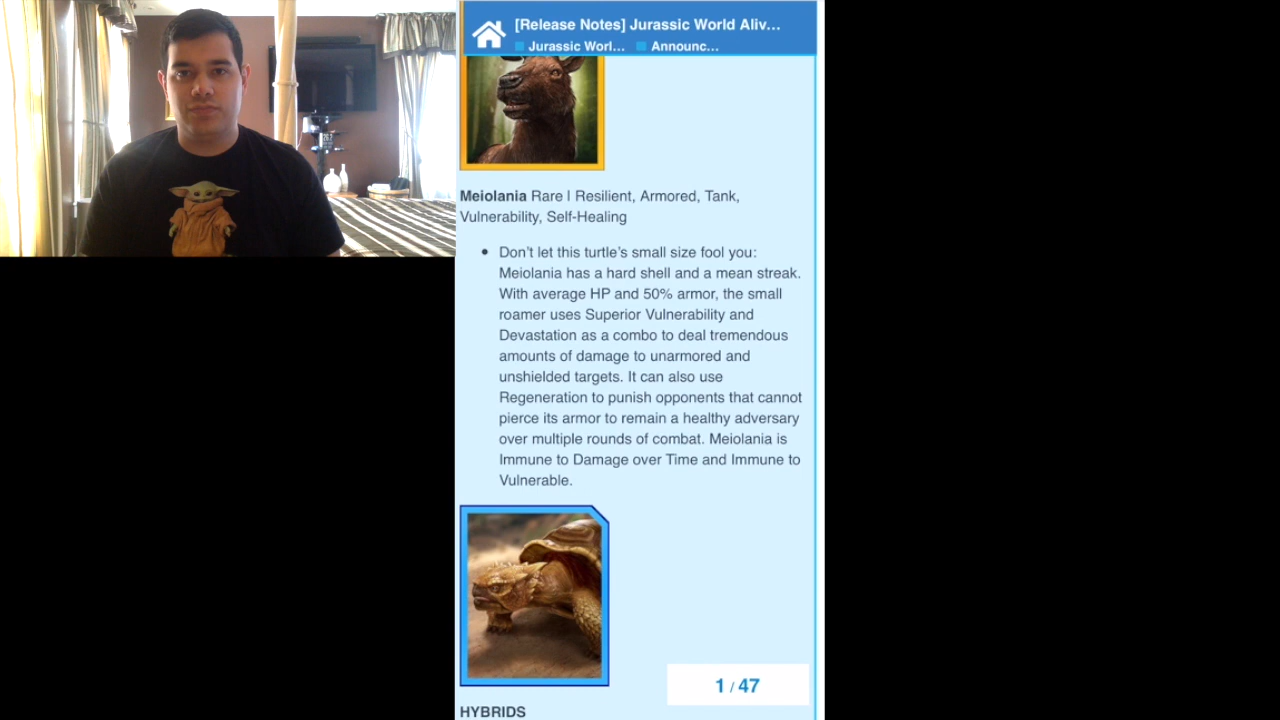 [Release Notes] Jurassic World Aliv...
Jurassic Worl... Announc...
Meiolania Rare | Resilient, Armored, Tank,
Vulnerability, Self-Healing
Don’t let this turtle’s small size fool you:
Meiolania has a hard shell and a mean streak.
With average HP and 50% armor, the small
roamer uses Superior Vulnerability and
Devastation as a combo to deal tremendous
amounts of damage to unarmored and
unshielded targets. It can also use
Regeneration to punish opponents that cannot
pierce its armor to remain a healthy adversary
over multiple rounds of combat. Meiolania is
Immune to Damage over Time and Immune to
Vulnerable.
1 / 47
HYBRIDS